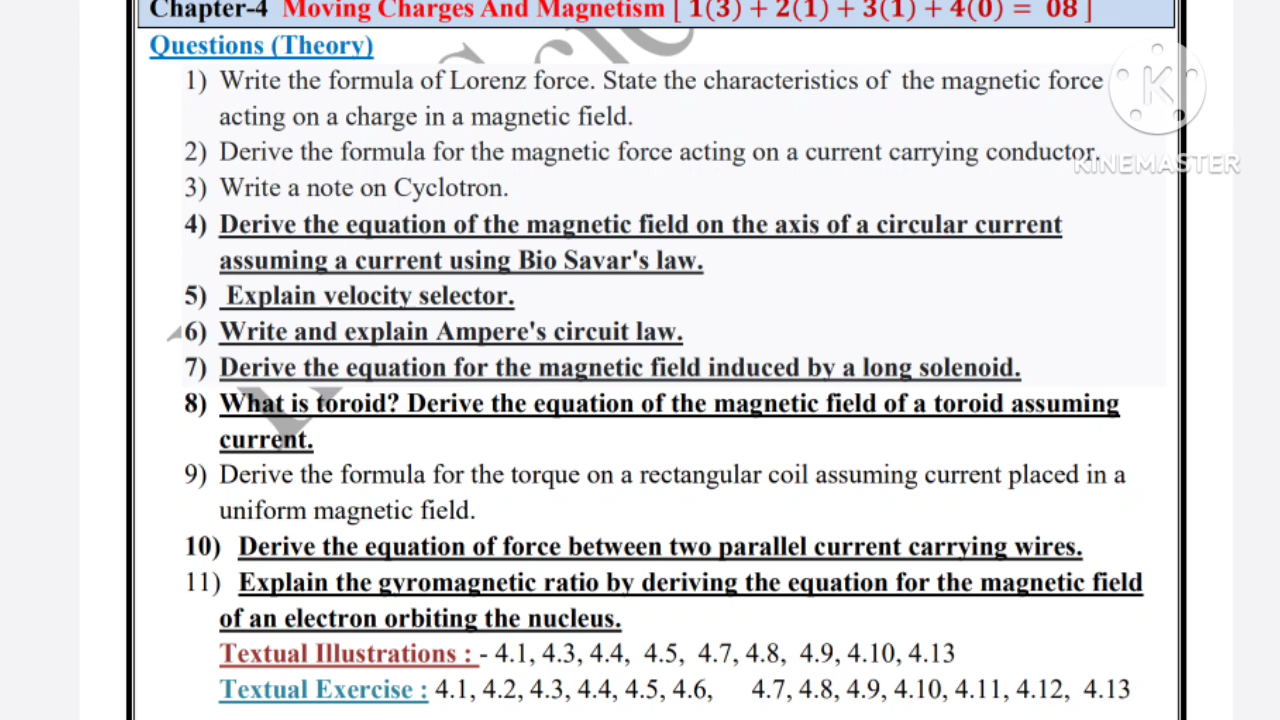 Chapter-4 Moving Charges And Magnetism [ 1(3) + 2(1) + 3(1) + 4(0) = 08 ]
Questions (Theory)
1) Write the formula of Lorenz force. State the characteristics of the magnetic force
acting on a charge in a magnetic field.
2) Derive the formula for the magnetic force acting on a current carrying conductor.
KINEMASTER
3) Write a note on Cyclotron.
4) Derive the equation of the magnetic field on the axis of a circular current
assuming a current using Bio Savar's law.
5) Explain velocity selector.
6) Write and explain Ampere's circuit law.
7) Derive the equation for the magnetic field induced by a long solenoid.
8) What is toroid? Derive the equation of the magnetic field of a toroid assuming
current.
9) Derive the formula for the torque on a rectangular coil assuming current placed in a
uniform magnetic field.
10) Derive the equation of force between two parallel current carrying wires.
11) Explain the gyromagnetic ratio by deriving the equation for the magnetic field
of an electron orbiting the nucleus.
Textual Illustrations : - 4.1, 4.3, 4.4, 4.5, 4.7, 4.8, 4.9, 4.10, 4.13
Textual Exercise : 4.1, 4.2, 4.3, 4.4, 4.5, 4.6, 4.7, 4.8, 4.9, 4.10, 4.11, 4.12, 4.13